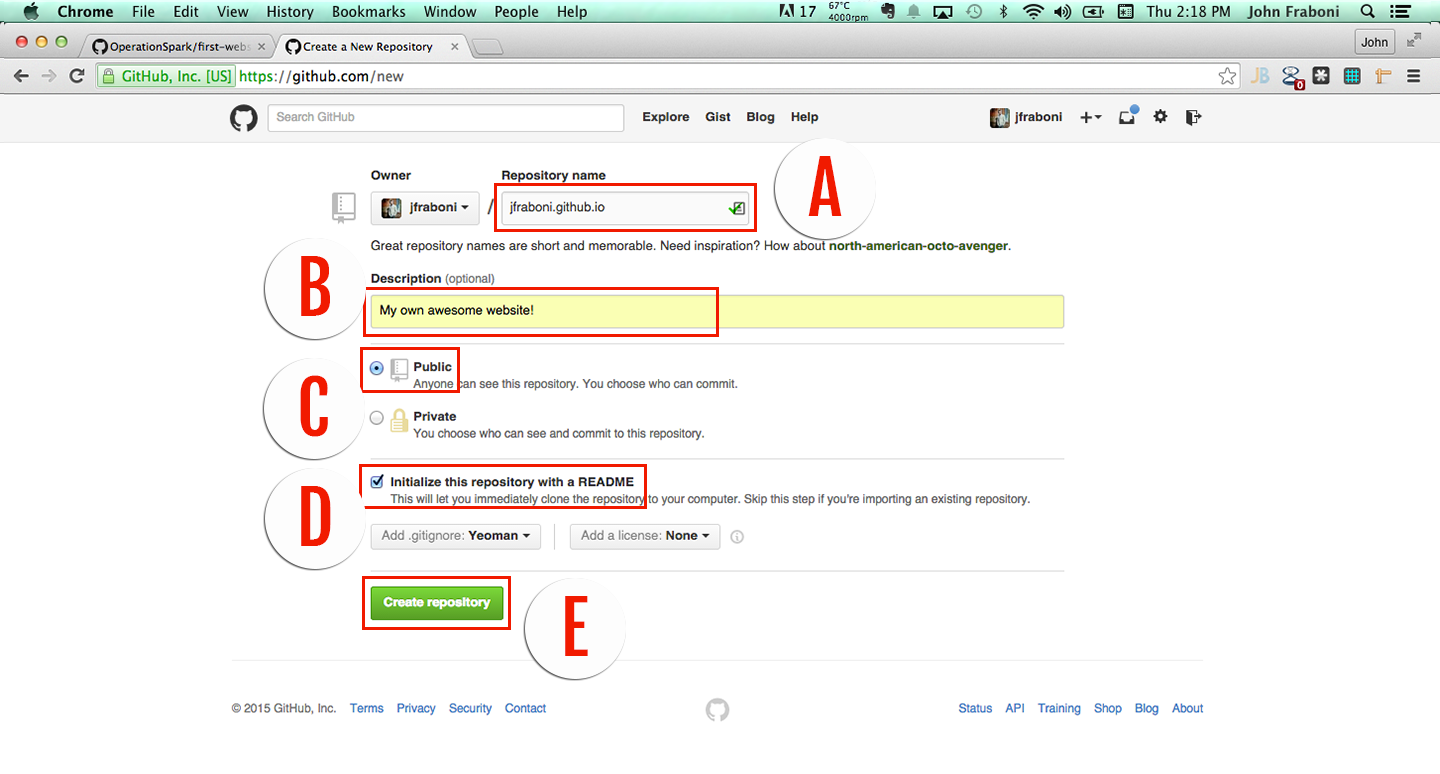 Chrome File Edit View History Bookmarks Window People Help 17 67°C 4000rpm Thu 2:18 PM John Fraboni
OperationSpark/first-webs Create a New Repository John
GitHub, Inc. [US] https://github.com/new JB 0
Search GitHub Explore Gist Blog Help jfraboni
Owner Repository name
jfraboni / jfraboni.github.io
A
Great repository names are short and memorable. Need inspiration? How about north-american-octo-avenger.
B
Description (optional)
My own awesome website!
C
Public
Anyone can see this repository. You choose who can commit.
Private
You choose who can see and commit to this repository.
D
Initialize this repository with a README
This will let you immediately clone the repository to your computer. Skip this step if you're importing an existing repository.
Add .gitignore: Yeoman Add a license: None
Create repository
E
© 2015 GitHub, Inc. Terms Privacy Security Contact Status API Training Shop Blog About